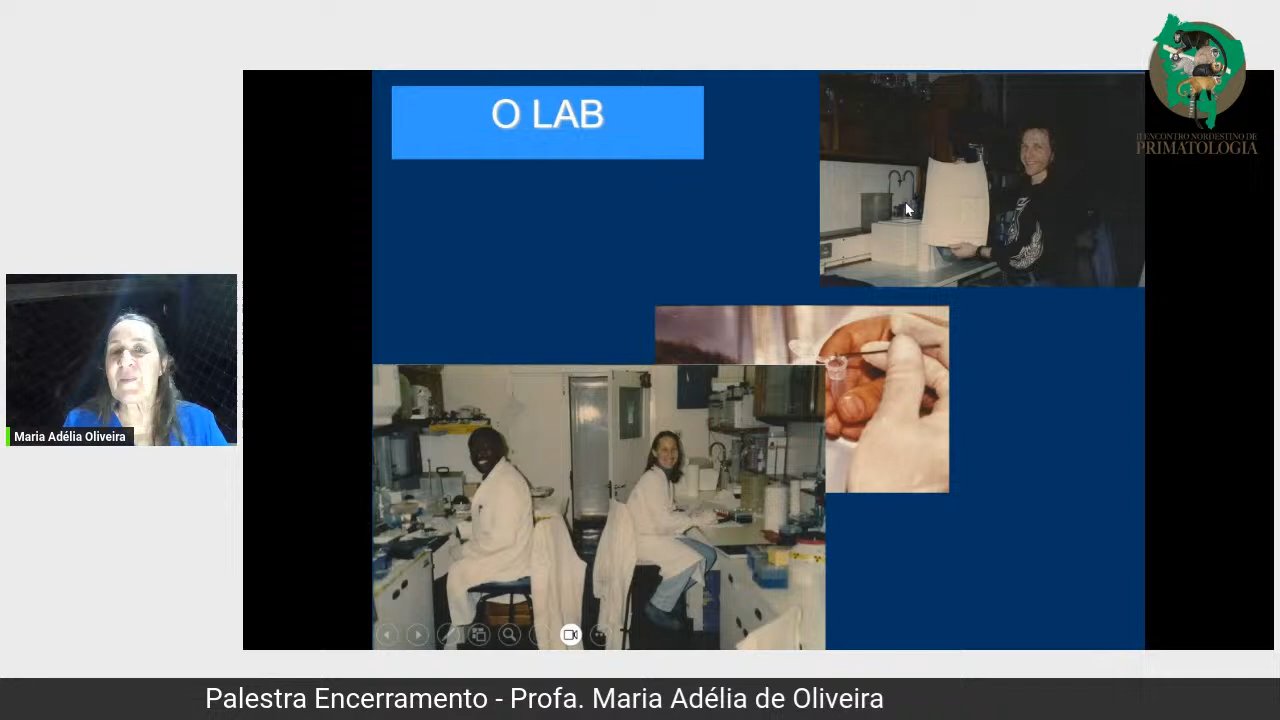 O LAB
II ENCONTRO NORDESTINO DE
PRIMATOLOGIA
Maria Adélia Oliveira
Palestra Encerramento - Profa. Maria Adélia de Oliveira